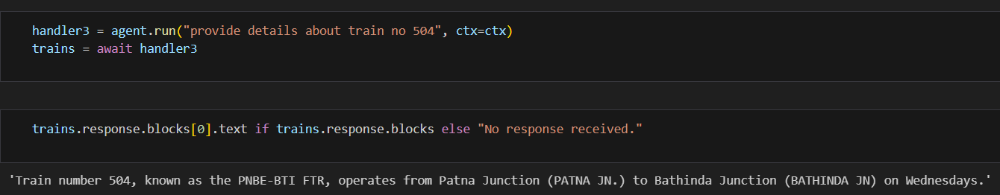 handler3 = agent.run("provide details about train no 504", ctx=ctx)
trains = await handler3
trains.response.blocks[0].text if trains.response.blocks else "No response received."
'Train number 504, known as the PNBE-BTI FTR, operates from Patna Junction (PATNA JN.) to Bathinda Junction (BATHINDA JN) on Wednesdays.'